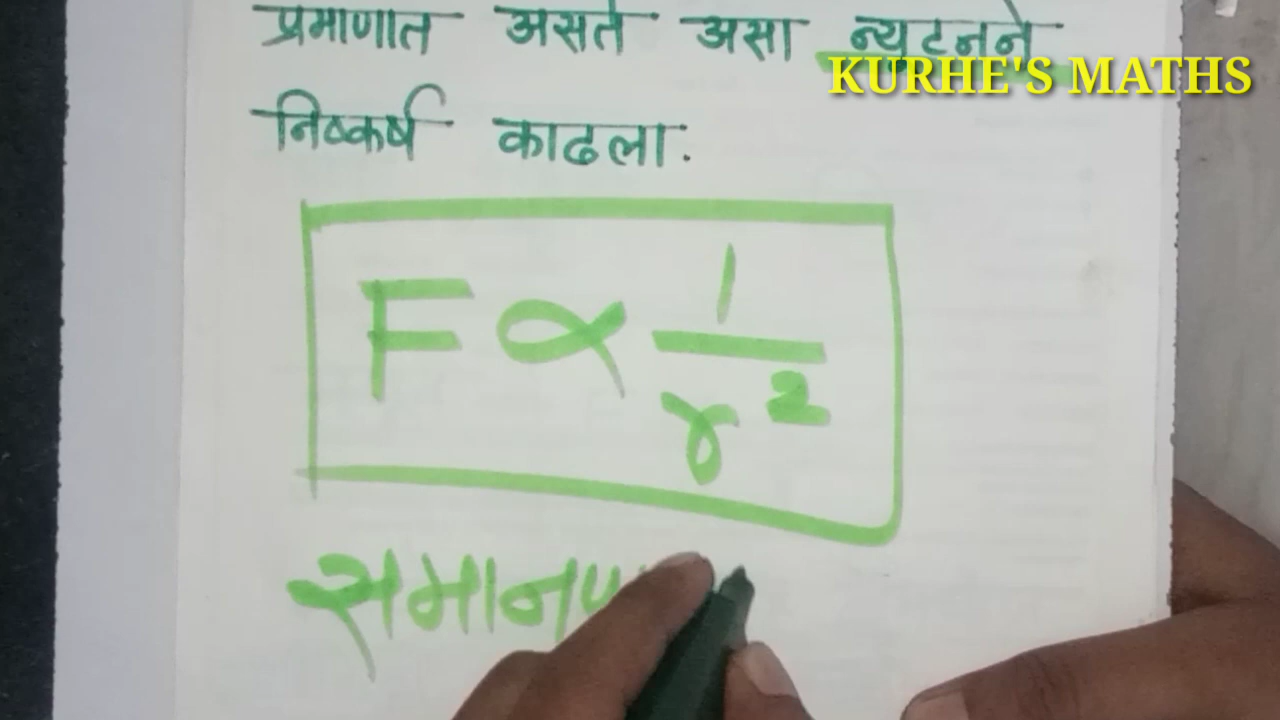 प्रमाणात असते असा न्यूटनने
KURHE'S MATHS
निष्कर्ष काढला.
F ∝ 1/r²